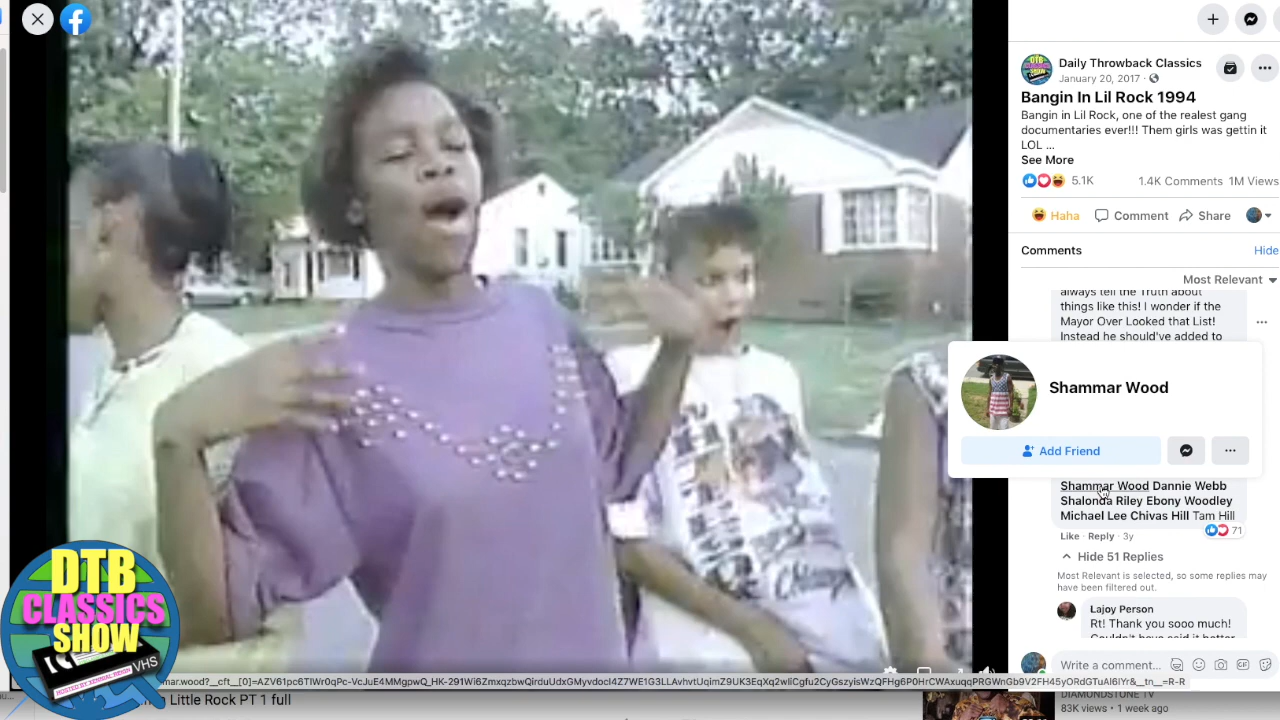 Daily Throwback Classics
January 20, 2017 ·
Bangin In Lil Rock 1994
Bangin in Lil Rock, one of the realest gang
documentaries ever!!! Them girls was gettin it
LOL ...
See More
5.1K
1.4K Comments 1M Views
Haha
Comment
Share
Comments
Hide
Most Relevant
always tell the Truth about
things like this! I wonder if the
Mayor Over Looked that List!
Instead he should've added to
Shammar Wood
Add Friend
Shammar Wood Dannie Webb
Shalonda Riley Ebony Woodley
Michael Lee Chivas Hill Tam Hill
71
Like · Reply · 3y
Hide 51 Replies
Most Relevant is selected, so some replies may
have been filtered out.
Lajoy Person
Rt! Thank you sooo much!
Couldn't have said it better
Write a comment...
GIF
DTB
CLASSICS
SHOW
VHS
Little Rock PT 1 full
DIAMONDSTONE TV
83K views • 1 week ago